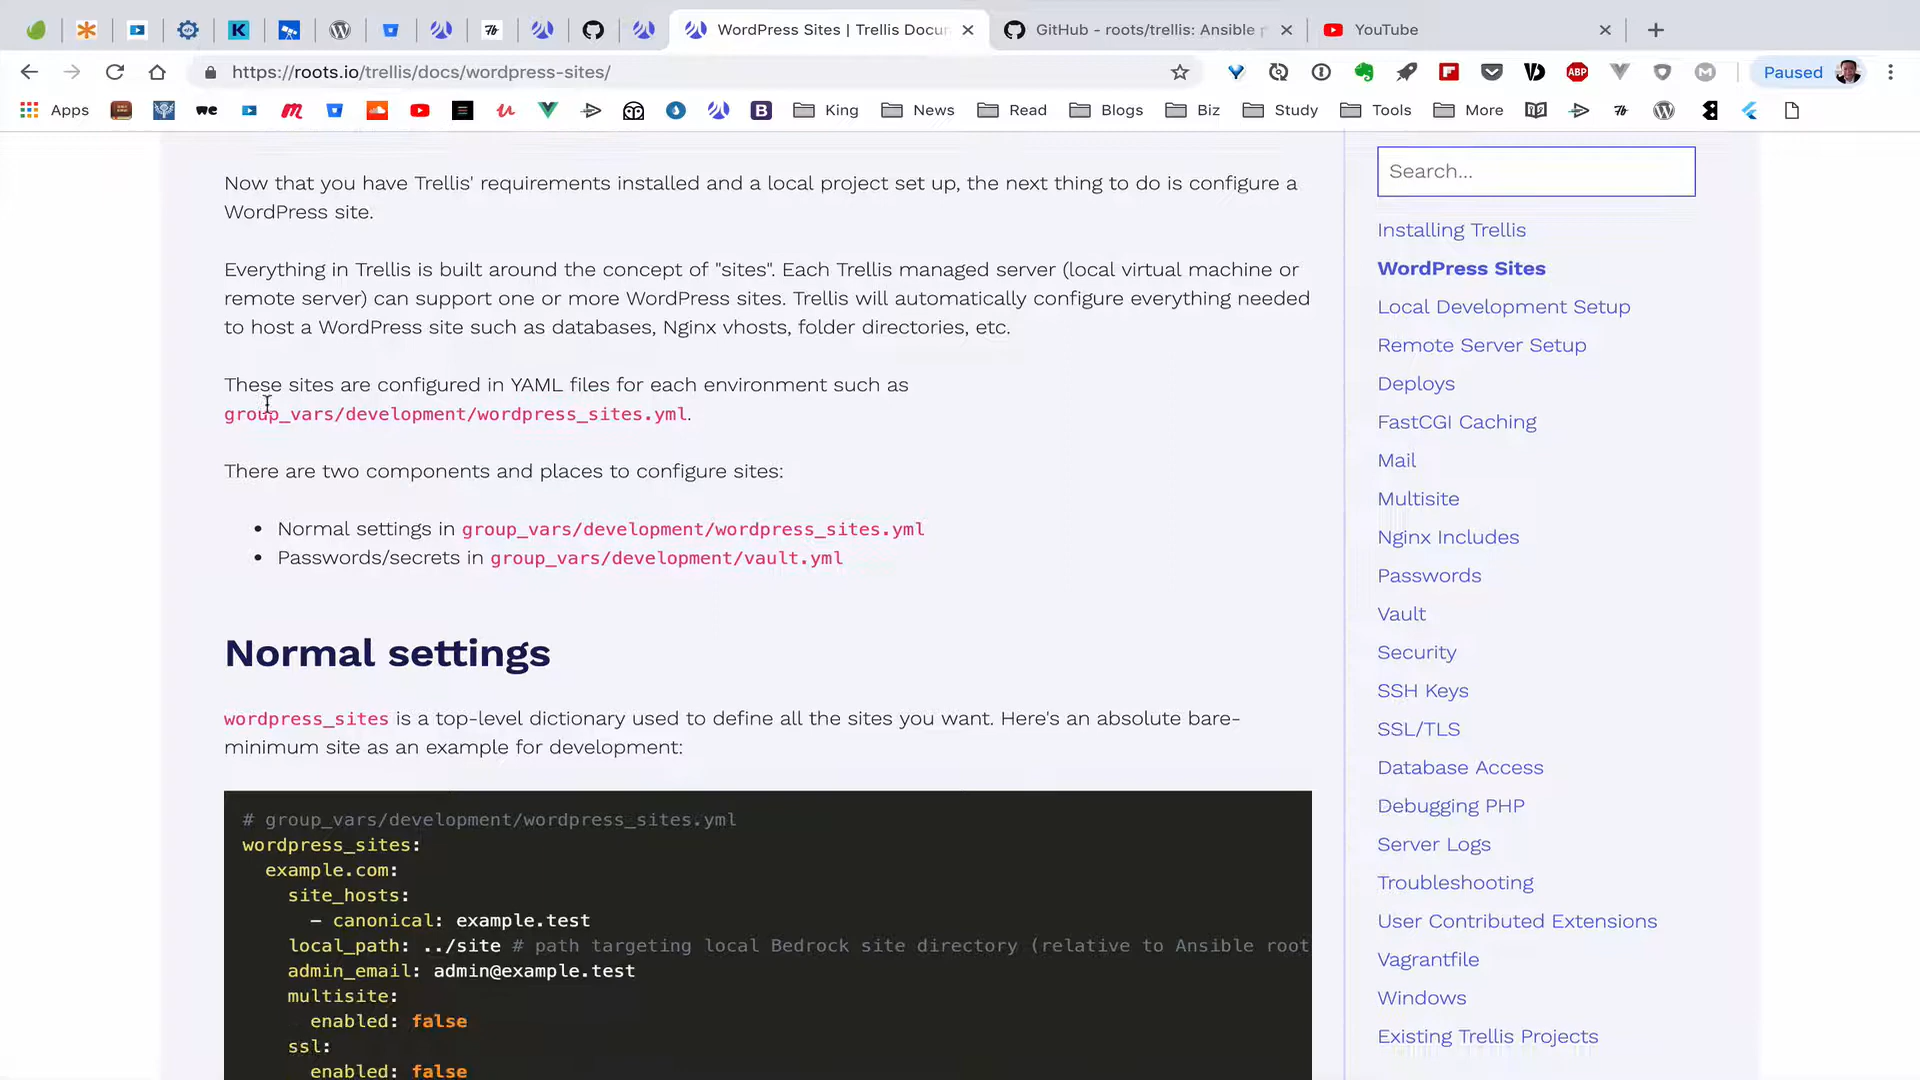 WordPress Sites | Trellis Docu
GitHub - roots/trellis: Ansible p
YouTube
https://roots.io/trellis/docs/wordpress-sites/
ABP
Paused
Apps
we
King
News
Read
Blogs
Biz
Study
Tools
More
Now that you have Trellis' requirements installed and a local project set up, the next thing to do is configure a
WordPress site.
Everything in Trellis is built around the concept of "sites". Each Trellis managed server (local virtual machine or
remote server) can support one or more WordPress sites. Trellis will automatically configure everything needed
to host a WordPress site such as databases, Nginx vhosts, folder directories, etc.
These sites are configured in YAML files for each environment such as
group_vars/development/wordpress_sites.yml.
There are two components and places to configure sites:
• Normal settings in group_vars/development/wordpress_sites.yml
• Passwords/secrets in group_vars/development/vault.yml
Normal settings
wordpress_sites is a top-level dictionary used to define all the sites you want. Here's an absolute bare-
minimum site as an example for development:
# group_vars/development/wordpress_sites.yml
wordpress_sites:
example.com:
site_hosts:
- canonical: example.test
local_path: ../site # path targeting local Bedrock site directory (relative to Ansible root
admin_email: admin@example.test
multisite:
enabled: false
ssl:
enabled: false
Search...
Installing Trellis
WordPress Sites
Local Development Setup
Remote Server Setup
Deploys
FastCGI Caching
Mail
Multisite
Nginx Includes
Passwords
Vault
Security
SSH Keys
SSL/TLS
Database Access
Debugging PHP
Server Logs
Troubleshooting
User Contributed Extensions
Vagrantfile
Windows
Existing Trellis Projects